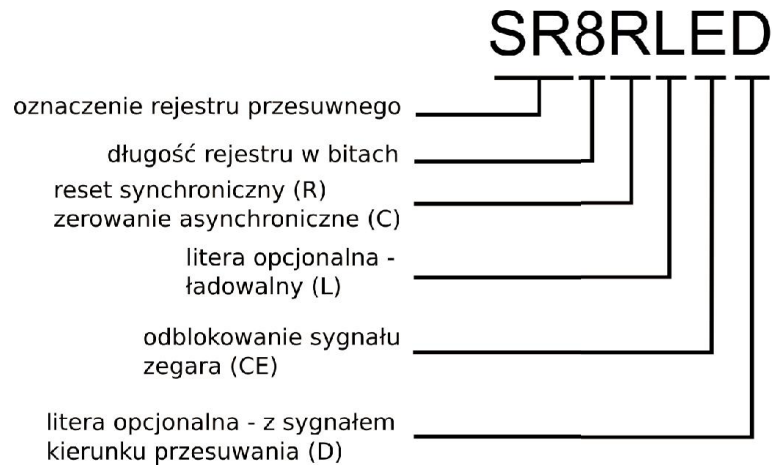 SR8RLED
oznaczenie rejestru przesuwnego
długość rejestru w bitach
reset synchroniczny (R)
zerowanie asynchroniczne (C)
litera opcjonalna -
ładowalny (L)
odblokowanie sygnału
zegara (CE)
litera opcjonalna - z sygnałem
kierunku przesuwania (D)